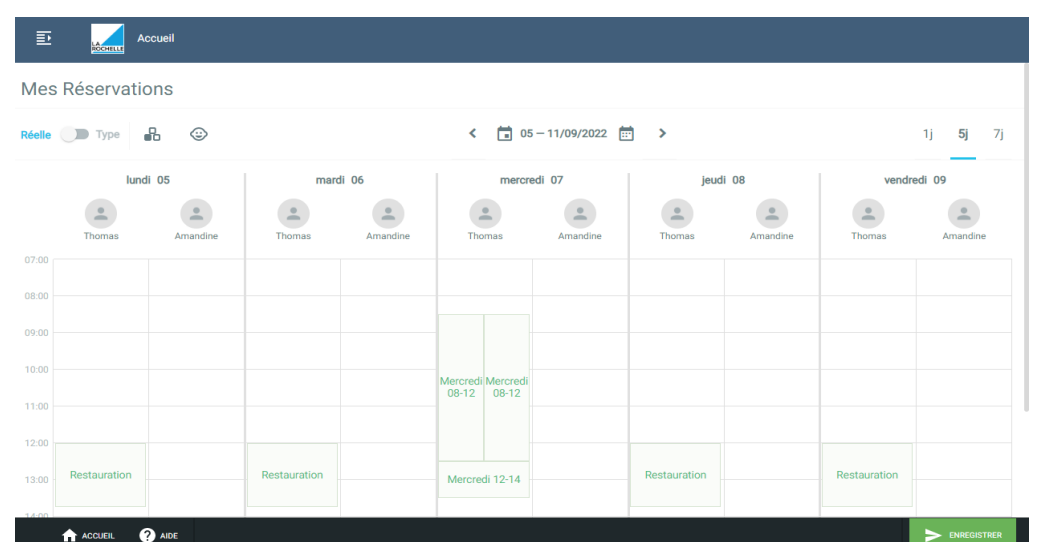 LA
ROCHELLE
Accueil
Mes Réservations
Réelle Type
05 – 11/09/2022
1j 5j 7j
lundi 05 mardi 06 mercredi 07 jeudi 08 vendredi 09
Thomas Amandine Thomas Amandine Thomas Amandine Thomas Amandine Thomas Amandine
07:00
08:00
09:00
10:00
Mercredi Mercredi
08-12 08-12
11:00
12:00
Restauration Restauration Restauration Restauration
13:00 Mercredi 12-14
14:00
ACCUEIL AIDE ENREGISTRER